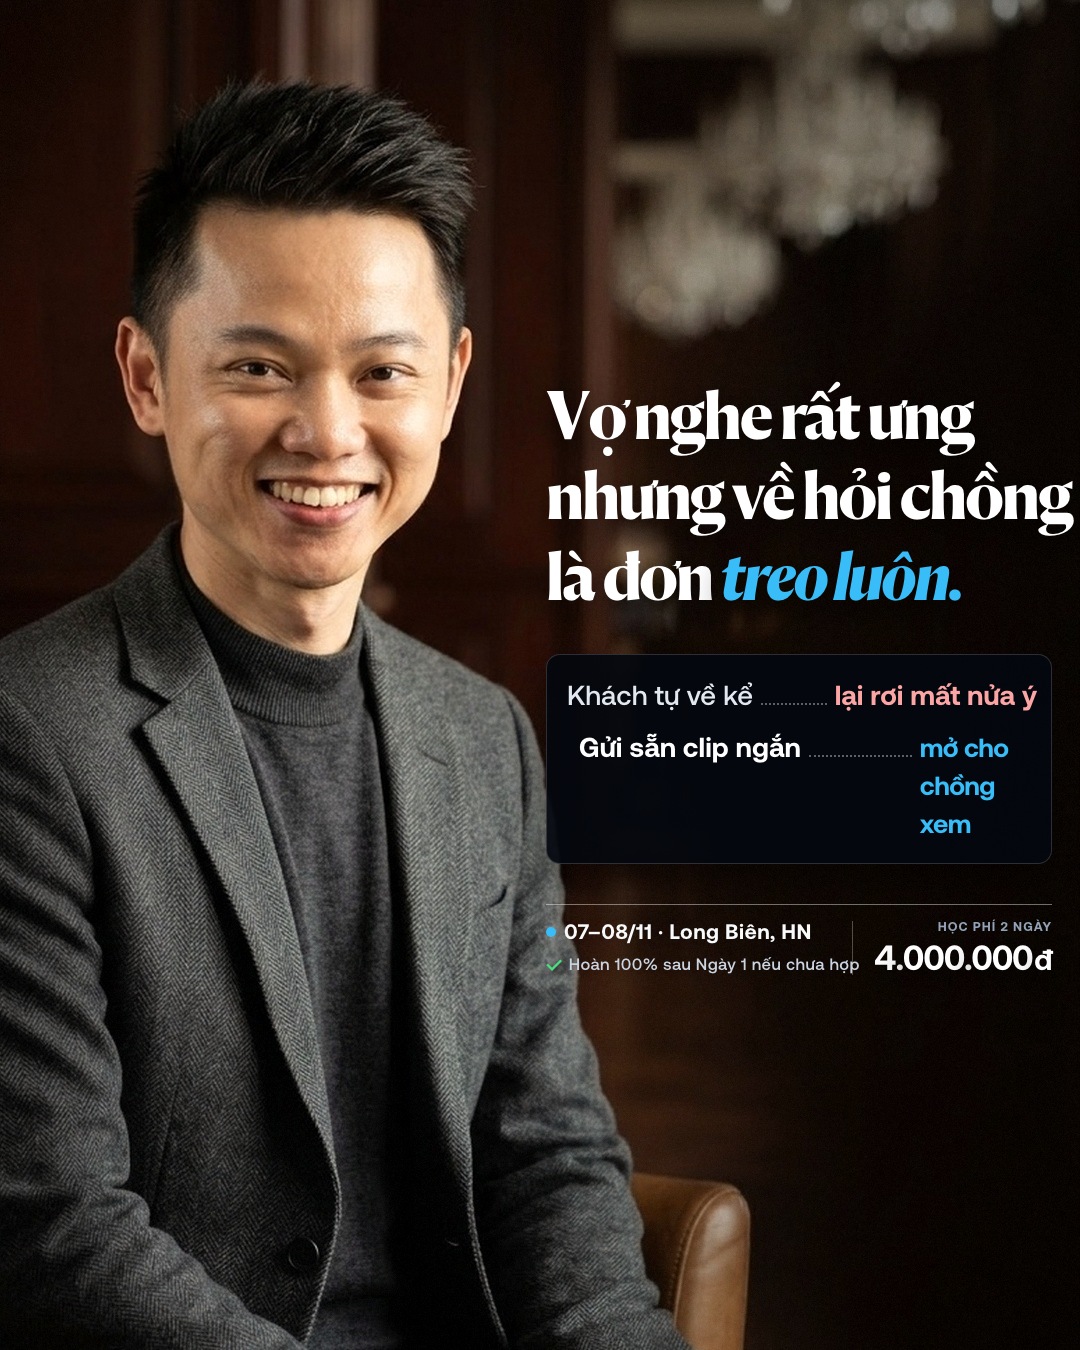 Vợ nghe rất ưng
nhưng về hỏi chồng
là đơn treo luôn.
Khách tự về kể ........ lại rơi mất nửa ý
Gửi sẵn clip ngắn ........ mở cho
chồng
xem
07–08/11 · Long Biên, HN
Hoàn 100% sau Ngày 1 nếu chưa hợp
HỌC PHÍ 2 NGÀY
4.000.000đ